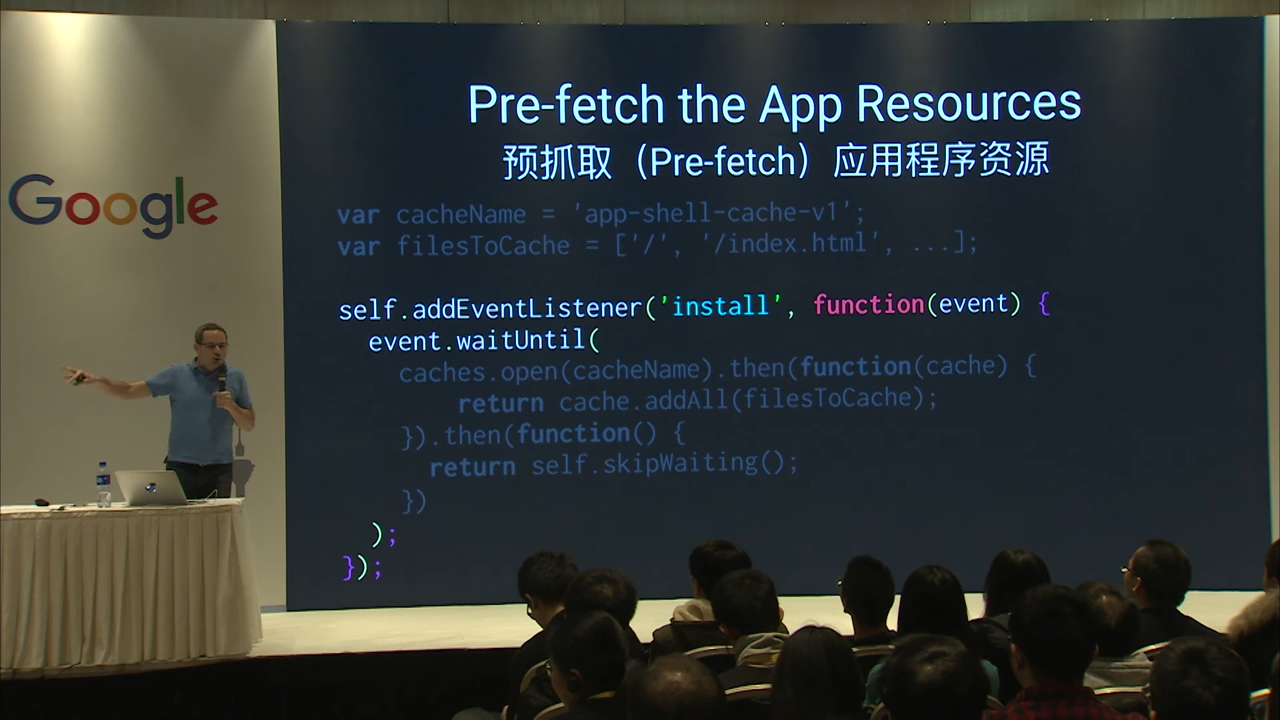 Google
Pre-fetch the App Resources
预抓取（Pre-fetch）应用程序资源
var cacheName = 'app-shell-cache-v1';
var filesToCache = ['/', '/index.html', ...];
self.addEventListener('install', function(event) {
event.waitUntil(
caches.open(cacheName).then(function(cache) {
return cache.addAll(filesToCache);
}).then(function() {
return self.skipWaiting();
})
);
});